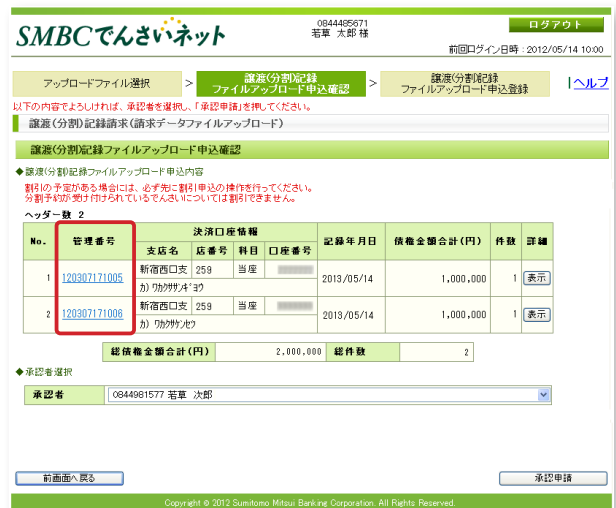 SMBCでんさいネット
0844485671
若草 太郎 様
ログアウト
前回ログイン日時：2012/05/14 10:00
アップロードファイル選択 > 譲渡(分割)記録 ファイルアップロード申込確認 > 譲渡(分割)記録 ファイルアップロード申込登録 | ヘルプ
以下の内容でよろしければ、承認者を選択し、「承認申請」を押してください。
譲渡(分割)記録請求(請求データファイルアップロード)
譲渡(分割)記録ファイルアップロード申込確認
◆譲渡(分割)記録ファイルアップロード申込内容
割引の予定がある場合には、必ず先に割引申込の操作を行ってください。
分割予約が受け付けられているでんさいについては割引できません。
ヘッダー数 2
No. 管理番号 決済口座情報 記録年月日 債権金額合計(円) 件数 詳細
支店名 店番号 科目 口座番号
1 120307171005 新宿西口支 259 当座 2013/05/14 1,000,000 1 表示
カ) ワカクササンギヨウ
2 120307171006 新宿西口支 259 当座 2013/05/14 1,000,000 1 表示
カ) ワカクサケンセツ
総債権金額合計(円) 2,000,000 総件数 2
◆承認者選択
承認者 0844981577 若草 次郎
前画面へ戻る 承認申請
Copyright © 2012 Sumitomo Mitsui Banking Corporation. All Rights Reserved.